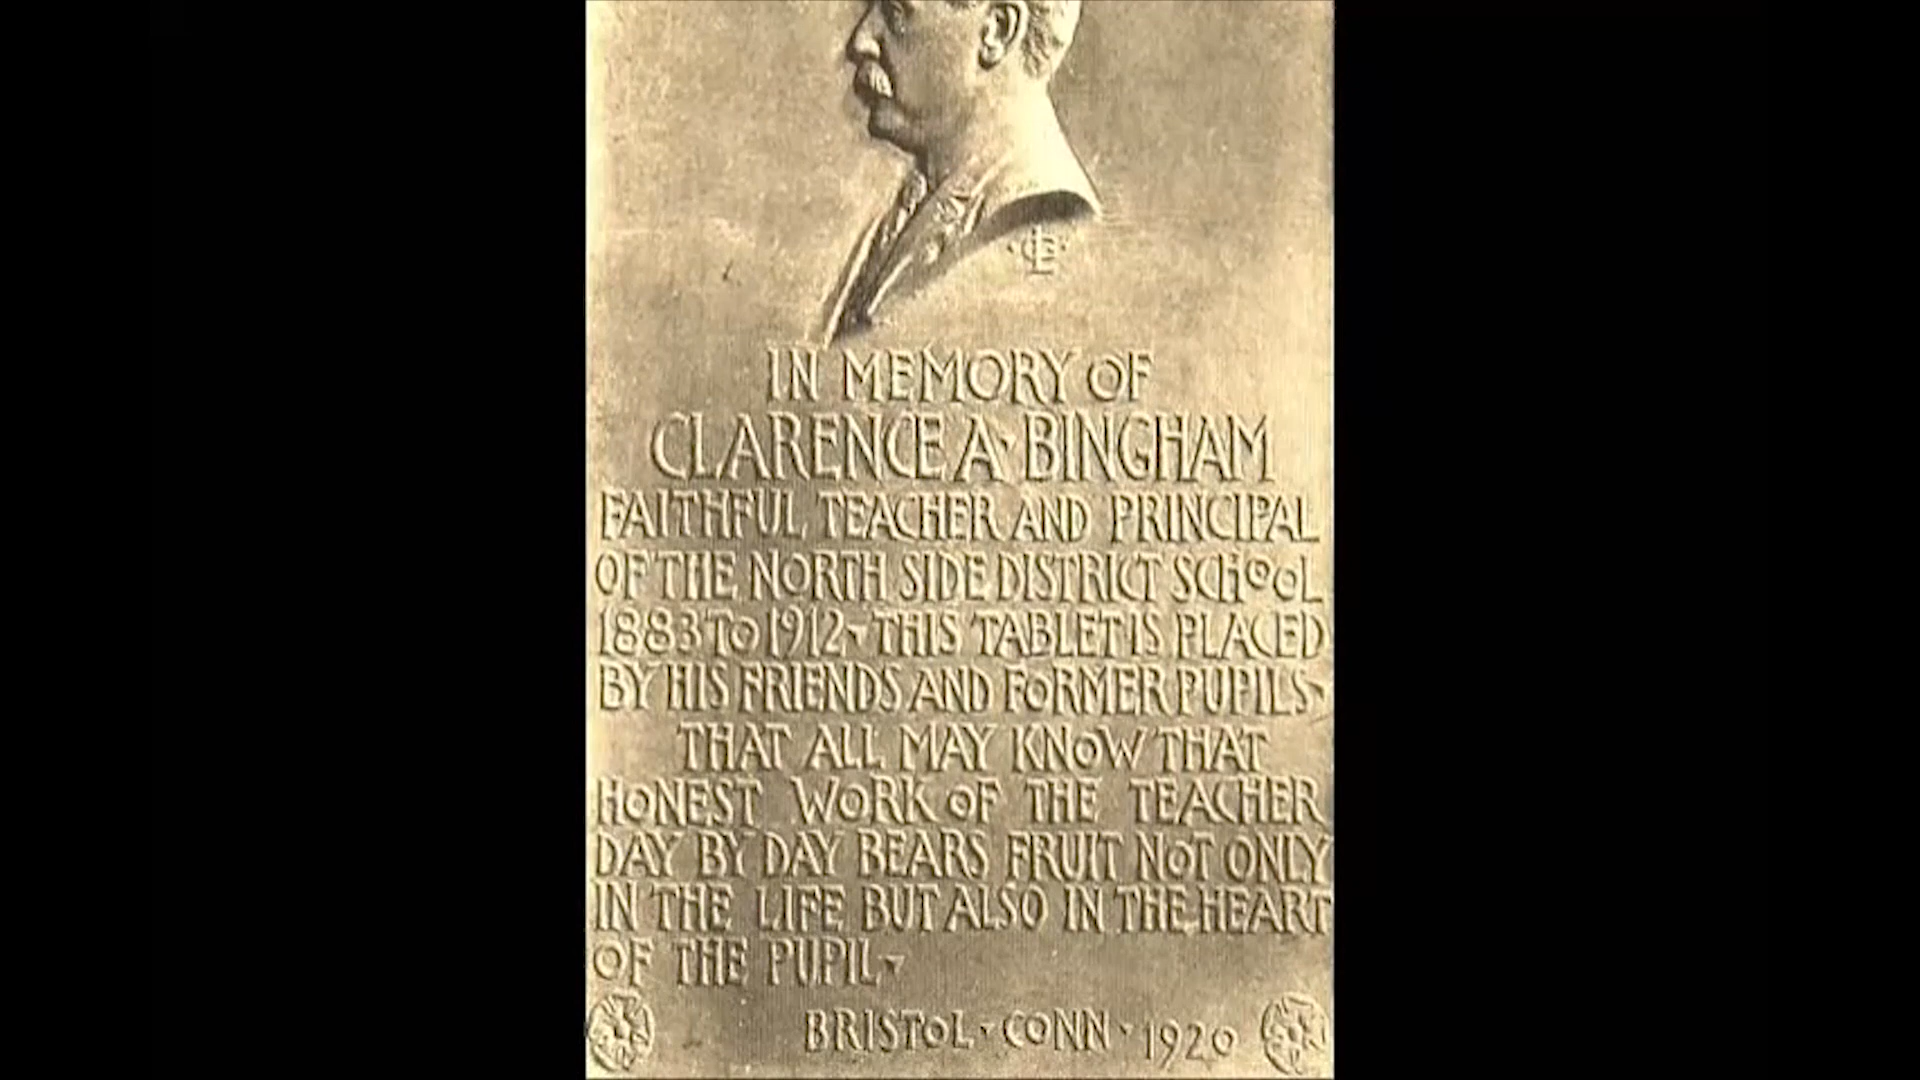 IN MEMORY OF
CLARENCE A. BINGHAM
FAITHFUL TEACHER AND PRINCIPAL
OF THE NORTH SIDE DISTRICT SCHOOL
1883 TO 1912. THIS TABLET IS PLACED
BY HIS FRIENDS AND FORMER PUPILS.
THAT ALL MAY KNOW THAT
HONEST WORK OF THE TEACHER
DAY BY DAY BEARS FRUIT NOT ONLY
IN THE LIFE BUT ALSO IN THE HEART
OF THE PUPIL.
BRISTOL · CONN · 1920